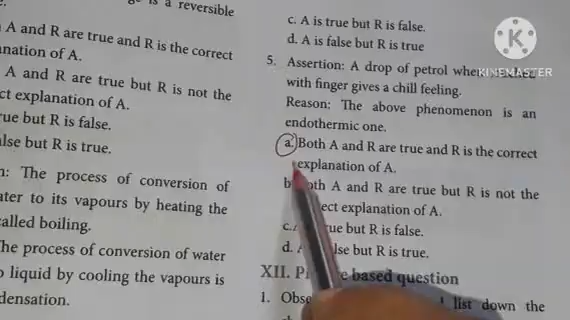 is a reversible
A and R are true and R is the correct
nation of A.
A and R are true but R is not the
ct explanation of A.
rue but R is false.
lse but R is true.
n: The process of conversion of
ater to its vapours by heating the
alled boiling.
he process of conversion of water
o liquid by cooling the vapours is
densation.
c. A is true but R is false.
d. A is false but R is true
5. Assertion: A drop of petrol when
with finger gives a chill feeling.
Reason: The above phenomenon is an
endothermic one.
a. Both A and R are true and R is the correct
explanation of A.
b. Both A and R are true but R is not the
ect explanation of A.
c. A ue but R is false.
d. lse but R is true.
XII. based question
1. list down the
K
KINEMASTER